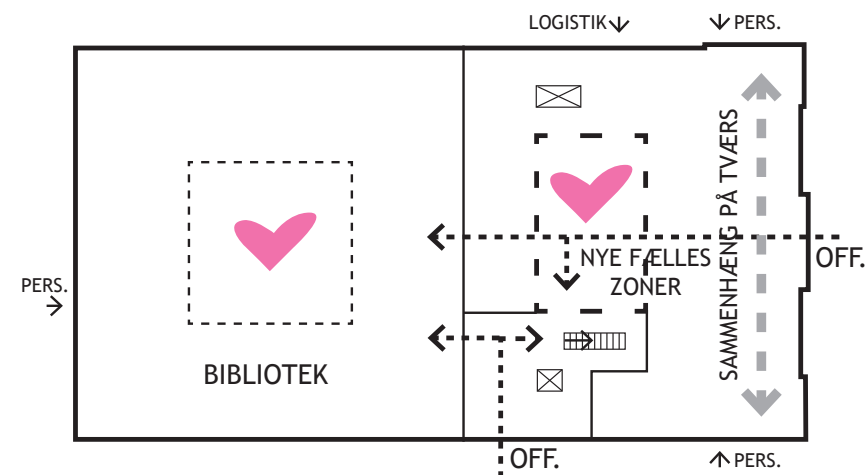 LOGISTIK
PERS.
SAMMENHÆNG PÅ TVÆRS
NYE FÆLLES
ZONER
OFF.
PERS.
BIBLIOTEK
OFF.
PERS.